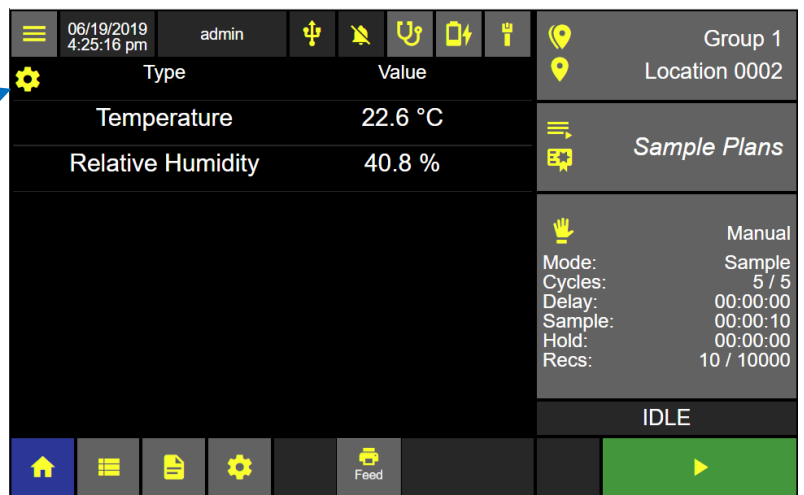 06/19/2019
4:25:16 pm
admin
Type Value
Temperature 22.6 °C
Relative Humidity 40.8 %
Group 1
Location 0002
Sample Plans
Manual
Mode: Sample
Cycles: 5 / 5
Delay: 00:00:00
Sample: 00:00:10
Hold: 00:00:00
Recs: 10 / 10000
IDLE
Feed